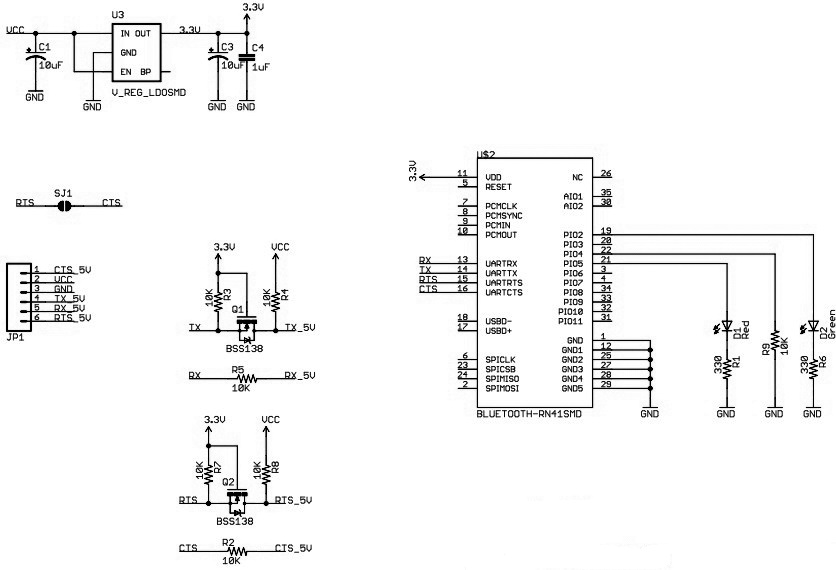 U3
3.3V
VCC
IN OUT
3.3V
C1
10uF
GND
C3
10uF
C4
1uF
EN BP
GND
GND
GND
GND
V_REG_LDOSMD
RTS
SJ1
CTS
1 CTS_5V
2 VCC
3 GND
4 TX_5V
5 RX_5V
6 RTS_5V
JP1
3.3V
VCC
10K
R3
10K
R4
Q1
TX
TX_5V
BSS138
RX
R5
RX_5V
10K
3.3V
VCC
10K
R7
10K
R8
Q2
RTS
RTS_5V
BSS138
CTS
R2
CTS_5V
10K
U$2
3.3V
11 VDD
5 RESET
7 PCMCLK
8 PCMSYNC
9 PCMIN
10 PCMOUT
RX 13 UARTRX
TX 14 UARTTX
RTS 15 UARTRTS
CTS 16 UARTCTS
18 USBD-
17 USBD+
6 SPICLK
23 SPICSB
24 SPIMISO
2 SPIMOSI
NC 26
AIO1 35
AIO2 30
PIO2 19
PIO3 20
PIO4 22
PIO5 21
PIO6 3
PIO7 4
PIO8 34
PIO9 33
PIO10 32
PIO11 31
GND 1
GND1 12
GND2 25
GND3 27
GND4 28
GND5 29
BLUETOOTH-RN41SMD
GND
D1
Red
330
R1
GND
R9
10K
GND
D2
Green
330
R6
GND